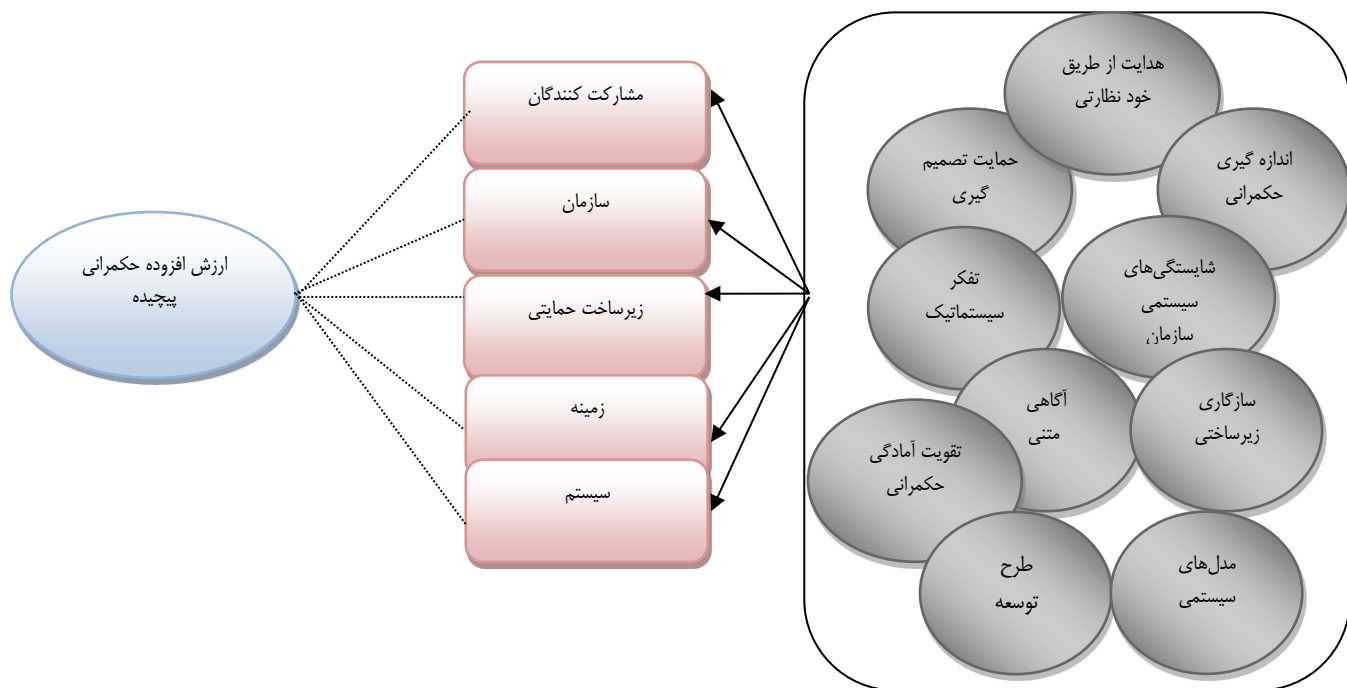 هدایت از طریق
خود نظارتی
حمایت تصمیم
گیری
اندازه گیری
حکمرانی
تفکر
سیستماتیک
شایستگی‌های
سیستمی
سازمان
آگاهی
متنی
سازگاری
زیرساختی
تقویت آمادگی
حکمرانی
طرح
توسعه
مدل‌های
سیستمی
مشارکت کنندگان
سازمان
زیرساخت حمایتی
زمینه
سیستم
ارزش افزوده حکمرانی
پیچیده